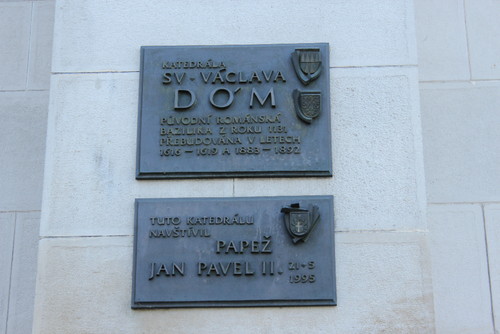 KATEDRÁLA
SV · VÁCLAVA
DÓM
PŮVODNÍ ROMÁNSKÁ
BAZILIKA Z ROKU 1131
PŘEBUDOVÁNA V LETECH
1616 – 1619 A 1883 – 1892
TUTO KATEDRÁLU
NAVŠTÍVIL
PAPEŽ
JAN PAVEL II. 21 · 5
1995